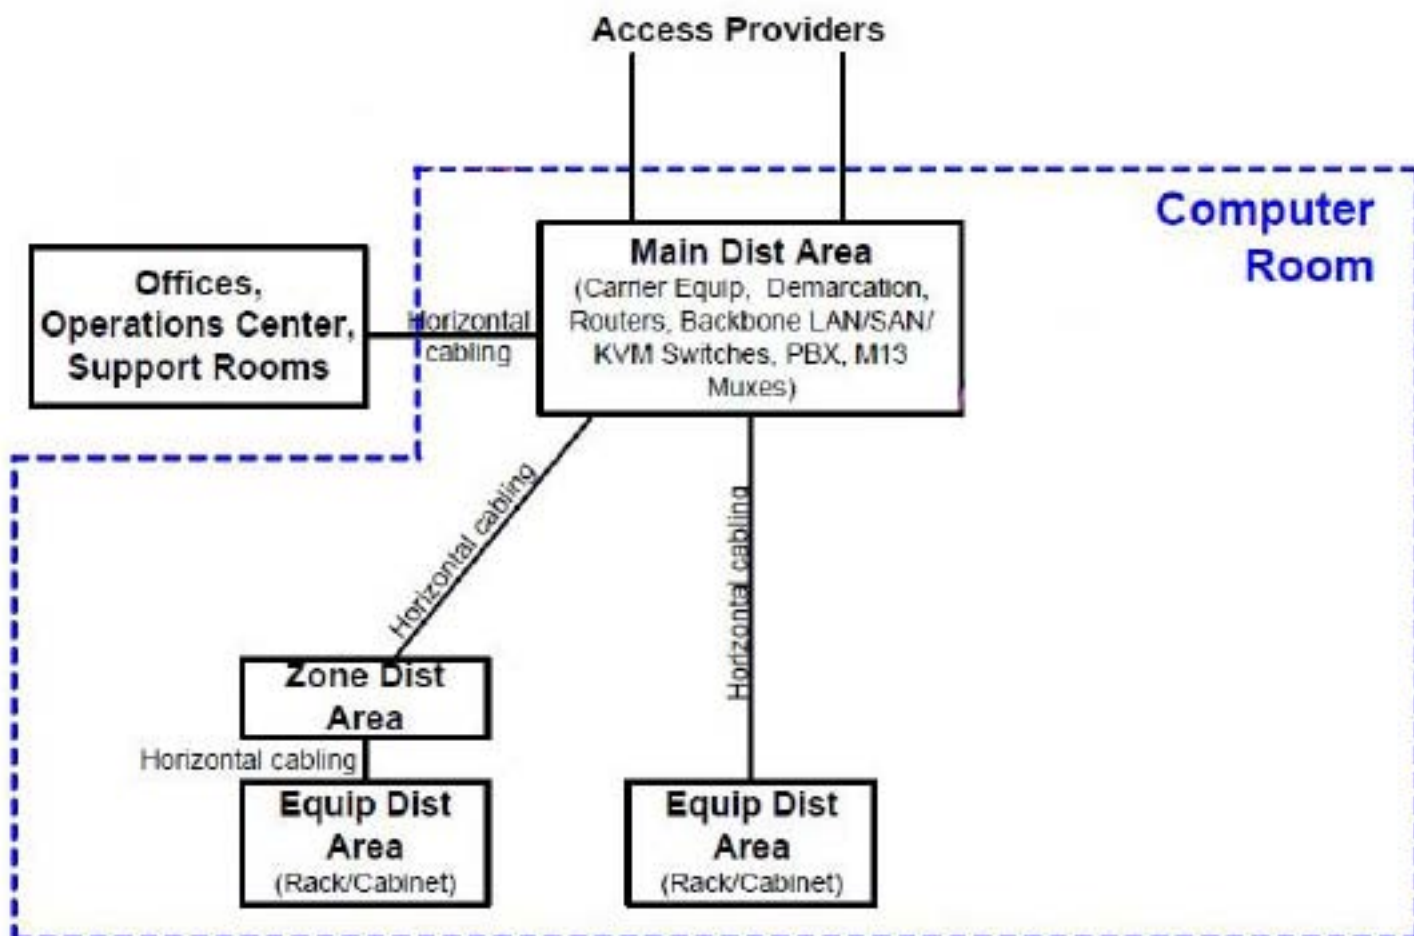 Access Providers
Computer
Room
Main Dist Area
(Carrier Equip, Demarcation,
Routers, Backbone LAN/SAN/
KVM Switches, PBX, M13
Muxes)
Offices,
Operations Center,
Support Rooms
Horizontal
cabling
Horizontal cabling
Horizontal cabling
Zone Dist
Area
Horizontal cabling
Equip Dist
Area
(Rack/Cabinet)
Equip Dist
Area
(Rack/Cabinet)